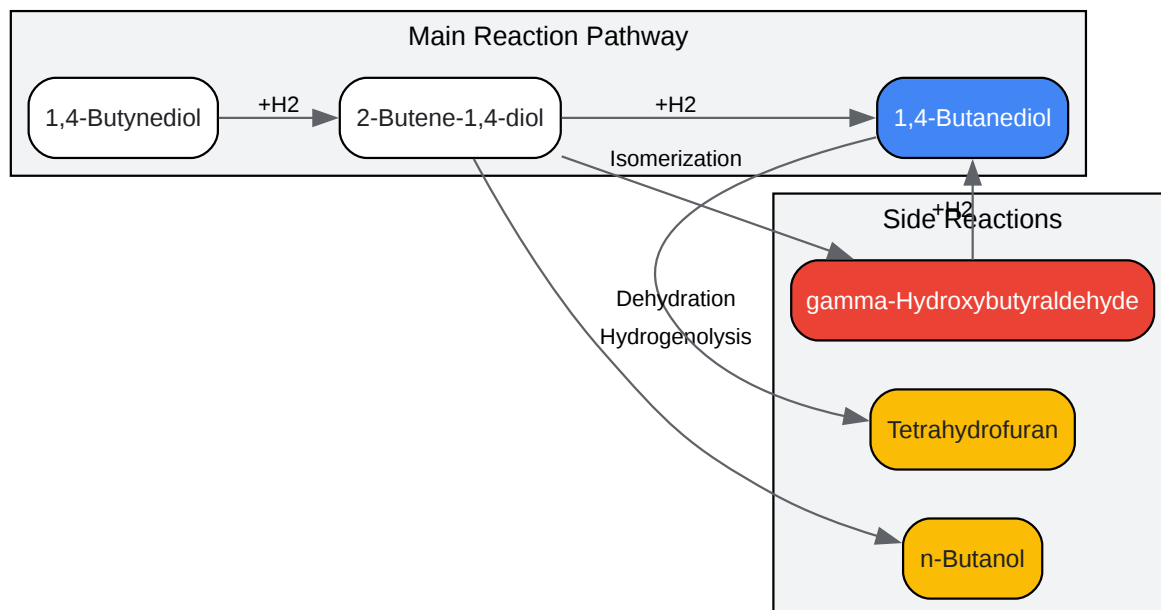 Main Reaction Pathway
1,4-Butynediol
+H2
2-Butene-1,4-diol
+H2
1,4-Butanediol
Isomerization
+H2
Side Reactions
gamma-Hydroxybutyraldehyde
Dehydration
Hydrogenolysis
Tetrahydrofuran
n-Butanol